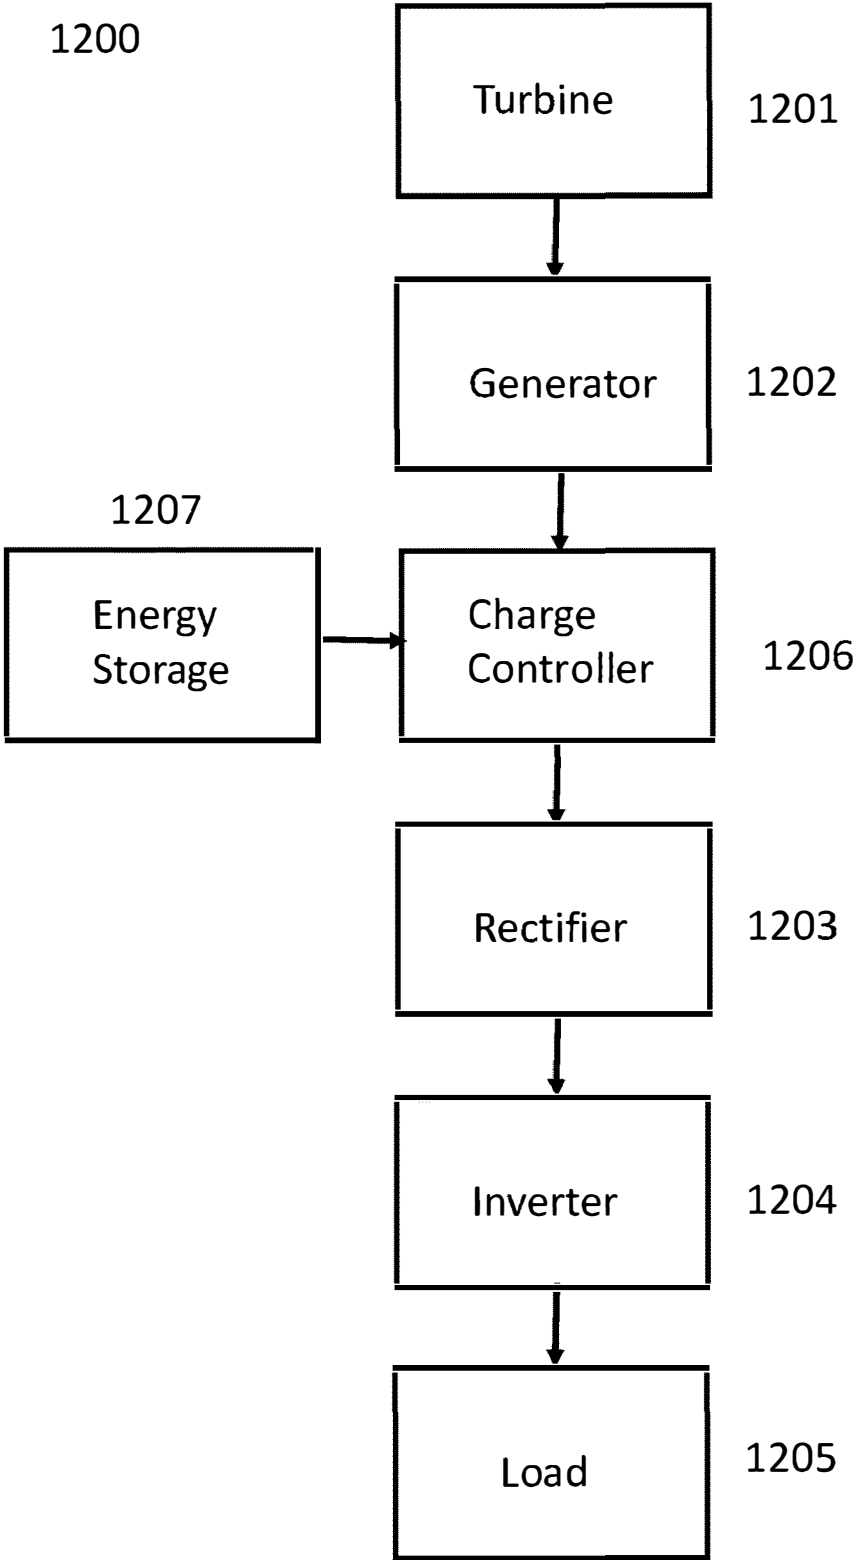 1200
Turbine
1201
Generator
1202
1207
Energy
Storage
Charge
Controller
1206
Rectifier
1203
Inverter
1204
Load
1205